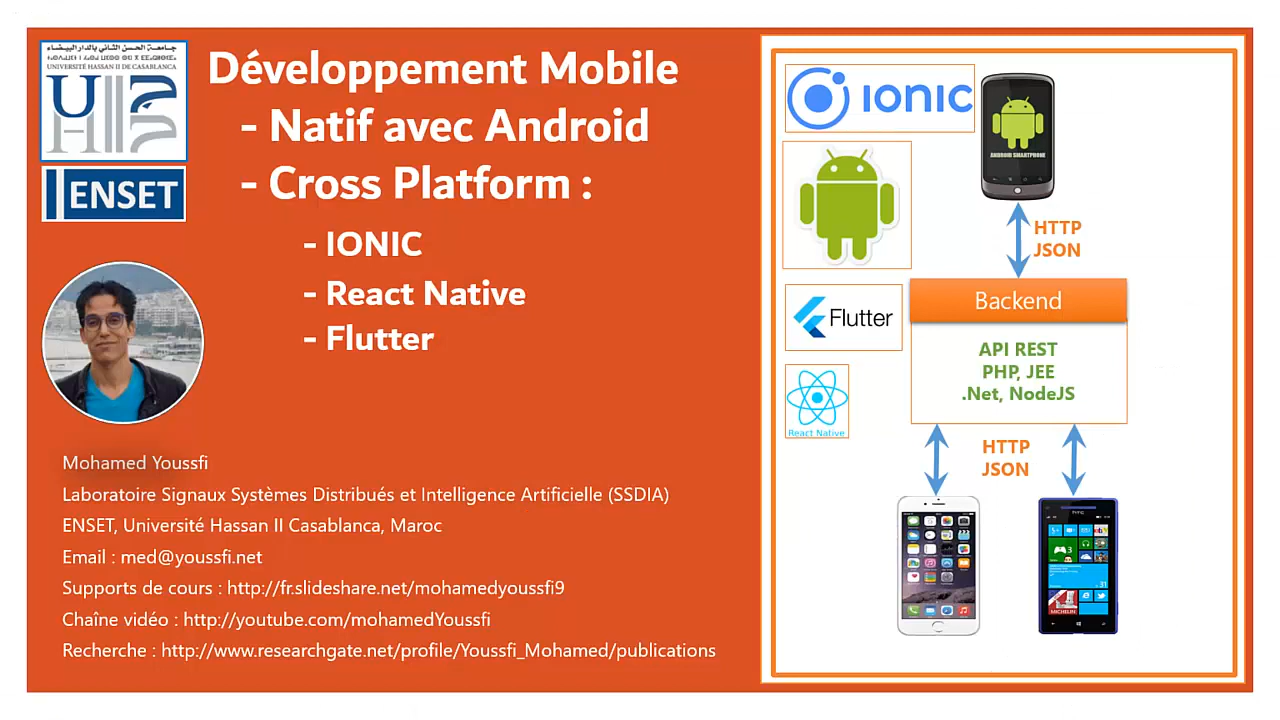 جامعة الحسن الثاني بالدار البيضاء
UNIVERSITÉ HASSAN II DE CASABLANCA
ENSET
Développement Mobile
- Natif avec Android
- Cross Platform :
- IONIC
- React Native
- Flutter
Mohamed Youssfi
Laboratoire Signaux Systèmes Distribués et Intelligence Artificielle (SSDIA)
ENSET, Université Hassan II Casablanca, Maroc
Email : med@youssfi.net
Supports de cours : http://fr.slideshare.net/mohamedyoussfi9
Chaîne vidéo : http://youtube.com/mohamedYoussfi
Recherche : http://www.researchgate.net/profile/Youssfi_Mohamed/publications
IONIC
ANDROID SMARTPHONE
HTTP
JSON
Flutter
React Native
Backend
API REST
PHP, JEE
.Net, NodeJS
HTTP
JSON
MICHELIN